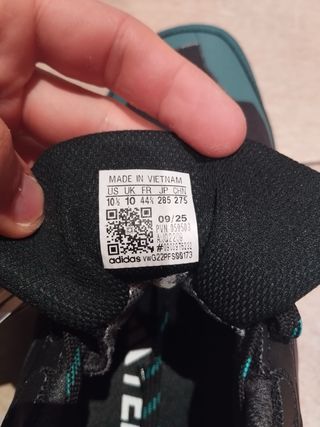 MADE IN VIETNAM
US UK FR JP CHN
10½ 10 44⅔ 285 275
09/25
PVN 059503
adidas vwG22PFS00173